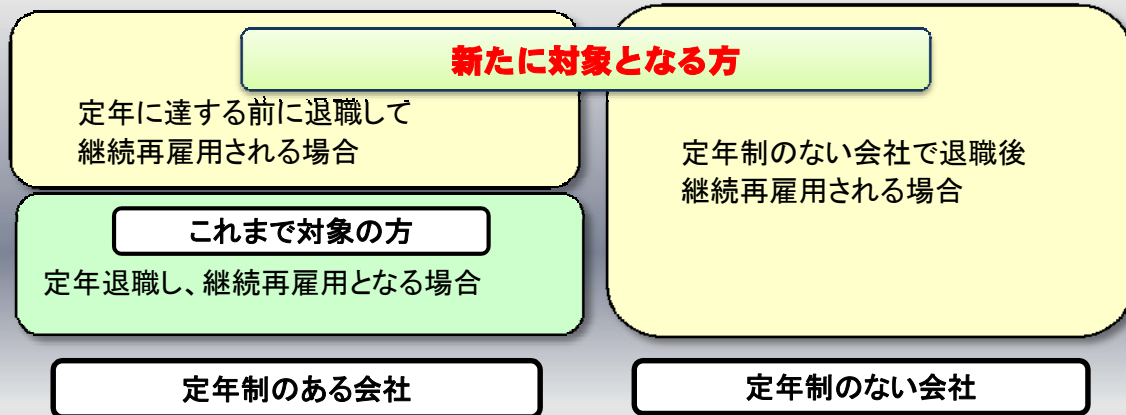 新たに対象となる方
定年に達する前に退職して
継続再雇用される場合
定年制のない会社で退職後
継続再雇用される場合
これまで対象の方
定年退職し、継続再雇用となる場合
定年制のある会社
定年制のない会社